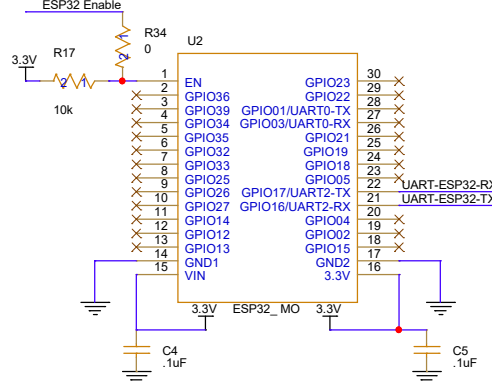 ESP32 Enable
R34
0
U2
R17
3.3V
2 1
2 1
10k
1 EN GPIO23 30
2 GPIO36 GPIO22 29
3 GPIO39 GPIO01/UART0-TX 28
4 GPIO34 GPIO03/UART0-RX 27
5 GPIO35 GPIO21 26
6 GPIO32 GPIO19 25
7 GPIO33 GPIO18 24
8 GPIO25 GPIO05 23
9 GPIO26 GPIO17/UART2-TX 22 UART-ESP32-RX
10 GPIO27 GPIO16/UART2-RX 21 UART-ESP32-TX
11 GPIO14 GPIO04 20
12 GPIO12 GPIO02 19
13 GPIO13 GPIO15 18
14 GND1 GND2 17
15 VIN 3.3V 16
3.3V ESP32_MO 3.3V
C4
.1uF
C5
.1uF